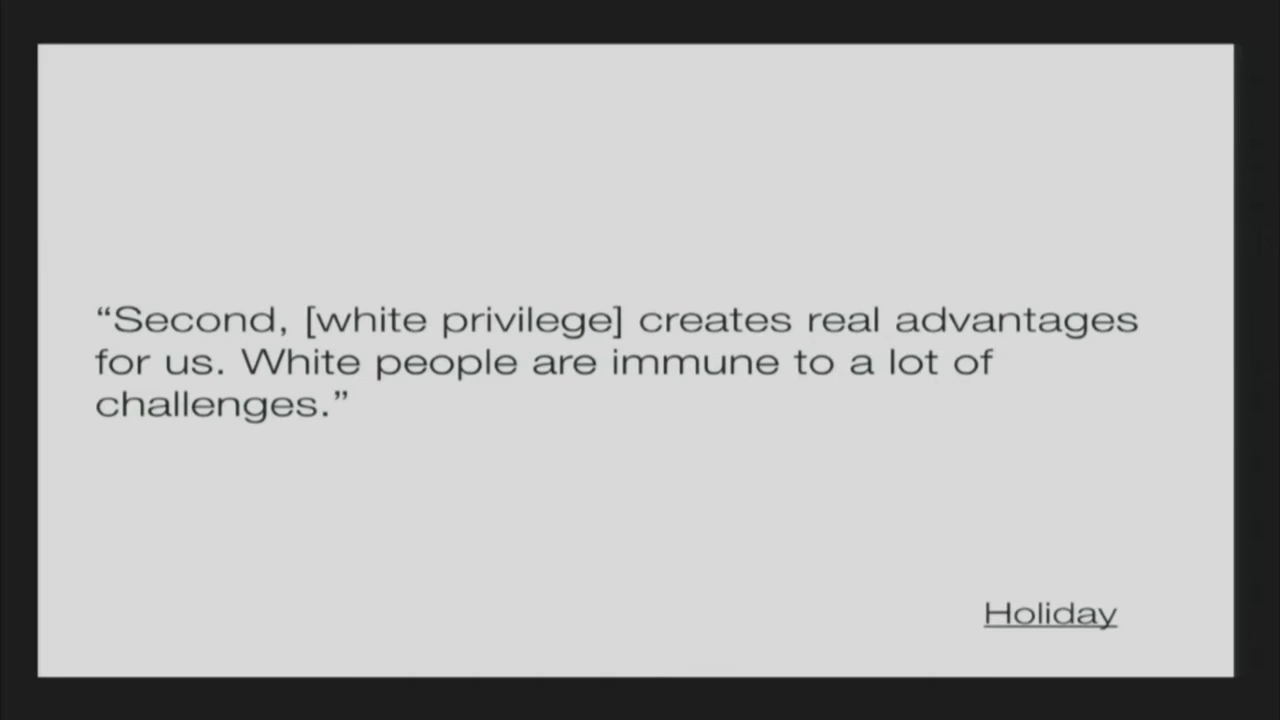 “Second, [white privilege] creates real advantages
for us. White people are immune to a lot of
challenges.”
Holiday